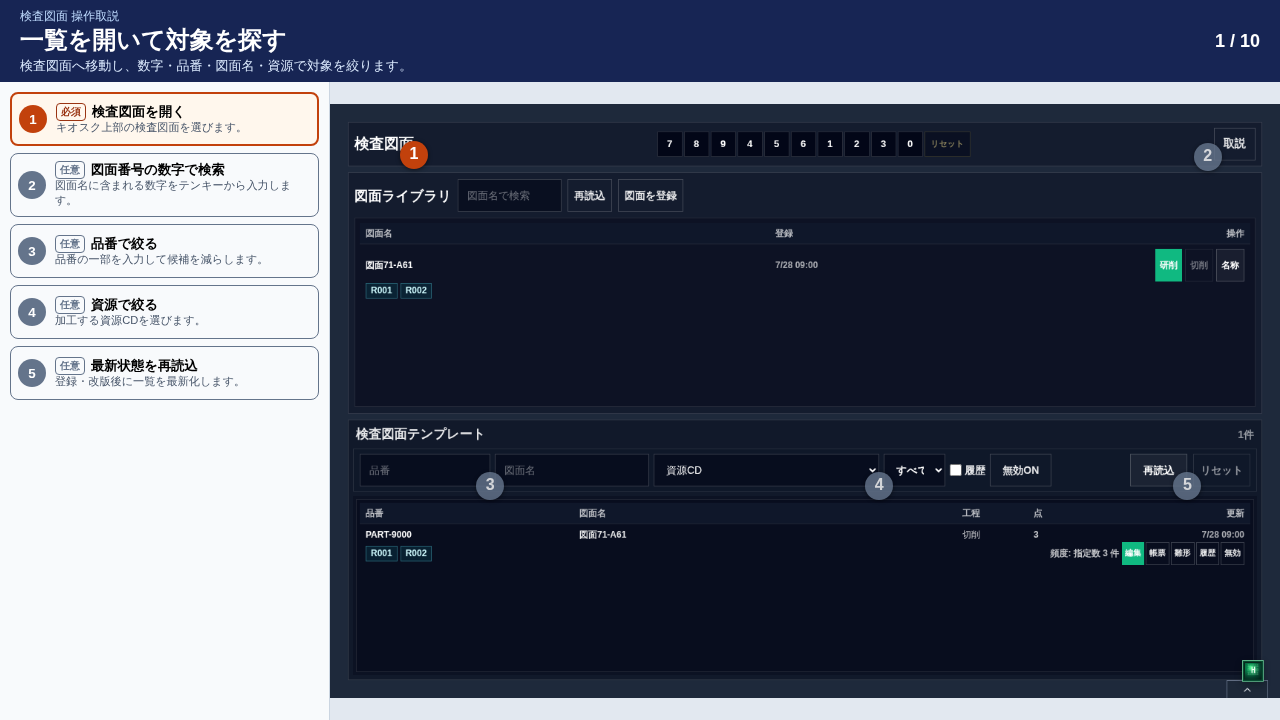 検査図面 操作取説
一覧を開いて対象を探す
検査図面へ移動し、数字・品番・図面名・資源で対象を絞ります。
1 / 10
1
必須 検査図面を開く
キオスク上部の検査図面を選びます。
2
任意 図面番号の数字で検索
図面名に含まれる数字をテンキーから入力しま
す。
3
任意 品番で絞る
品番の一部を入力して候補を減らします。
4
任意 資源で絞る
加工する資源CDを選びます。
5
任意 最新状態を再読込
登録・改版後に一覧を最新化します。
検査図面 7 8 9 4 5 6 1 2 3 0 リセット 取説
1 2
図面ライブラリ 図面名で検索 再読込 図面を登録
図面名 登録 操作
図面71-A61 7/28 09:00 研削 切削 名称
R001 R002
検査図面テンプレート 1件
品番 図面名 資源CD すべて 履歴 無効ON 再読込 リセット
3 4 5
品番 図面名 工程 点 更新
PART-9000 図面71-A61 切削 3 7/28 09:00
R001 R002 頻度: 指定数 3 件 編集 帳票 雛形 履歴 無効